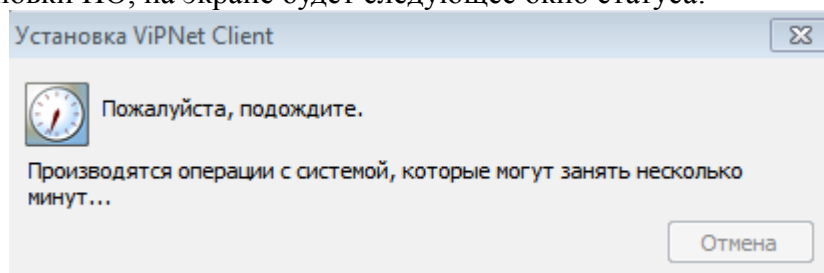 ПО, на экране будет следующее окно статуса:
Установка ViPNet Client
Пожалуйста, подождите.
Производятся операции с системой, которые могут занять несколько
минут...
Отмена